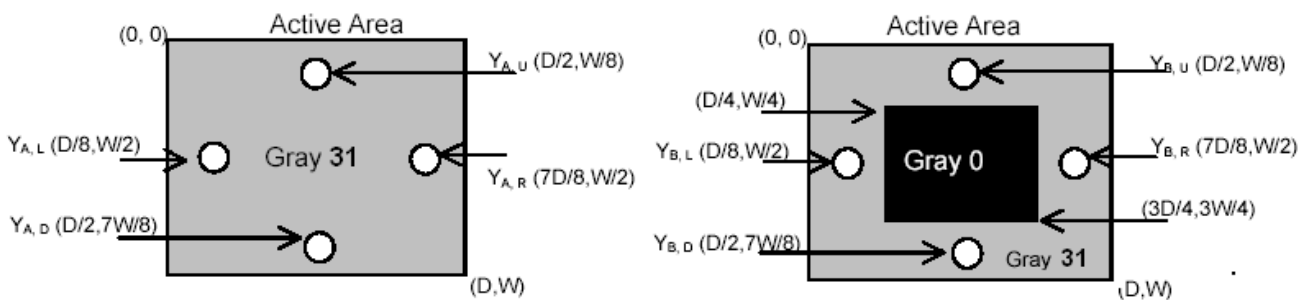 Active Area
(0, 0)
YA, U (D/2,W/8)
YA, L (D/8,W/2)
Gray 31
YA, R (7D/8,W/2)
YA, D (D/2,7W/8)
(D,W)
Active Area
(0, 0)
YB, U (D/2,W/8)
(D/4,W/4)
YB, L (D/8,W/2)
Gray 0
YB, R (7D/8,W/2)
(3D/4,3W/4)
YB, D (D/2,7W/8)
Gray 31
(D,W)